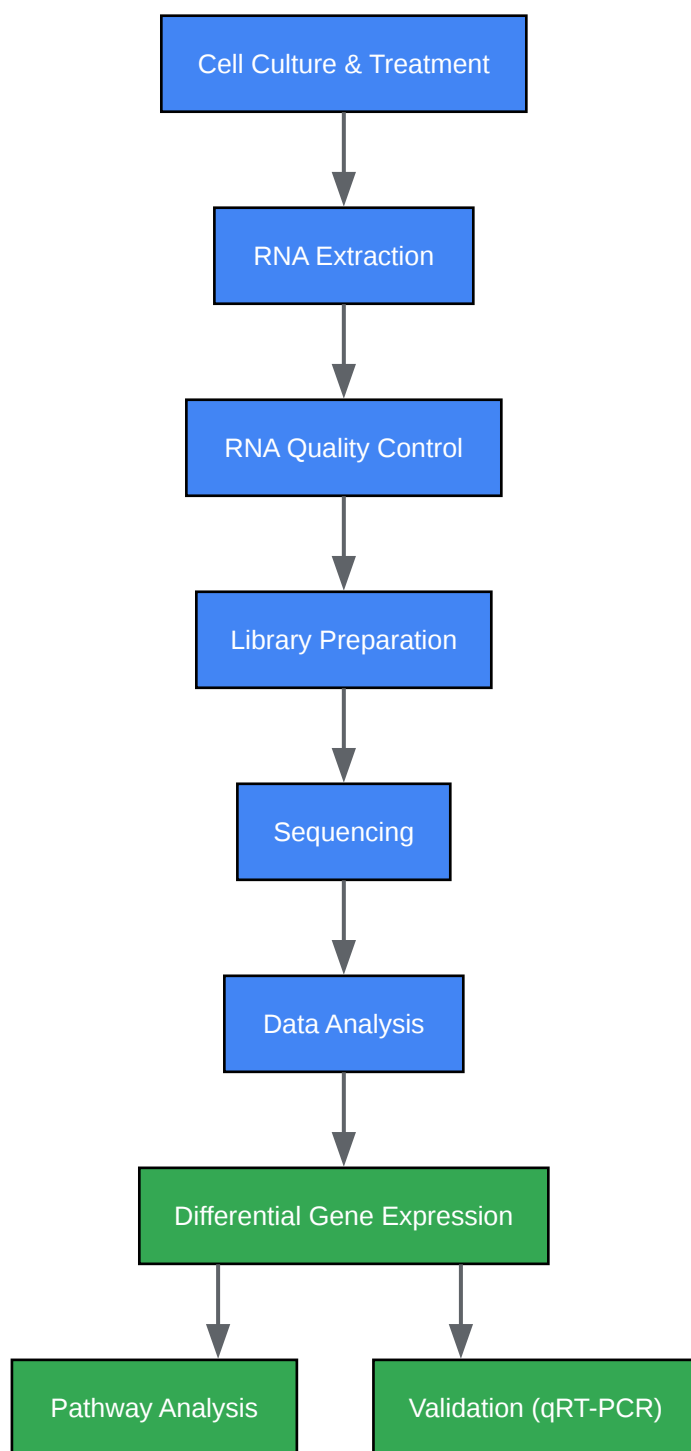 Cell Culture & Treatment
RNA Extraction
RNA Quality Control
Library Preparation
Sequencing
Data Analysis
Differential Gene Expression
Pathway Analysis
Validation (qRT-PCR)